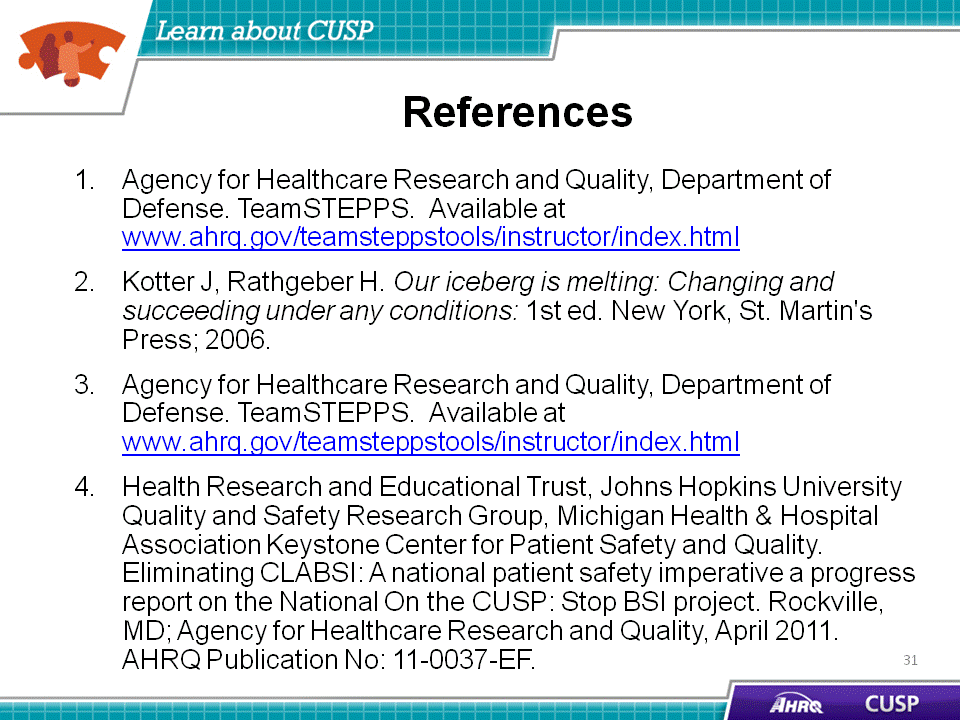 Learn about CUSP
References
1. Agency for Healthcare Research and Quality, Department of
Defense. TeamSTEPPS.  Available at
www.ahrq.gov/teamsteppstools/instructor/index.html
2. Kotter J, Rathgeber H. Our iceberg is melting: Changing and
succeeding under any conditions: 1st ed. New York, St. Martin's
Press; 2006.
3. Agency for Healthcare Research and Quality, Department of
Defense. TeamSTEPPS.  Available at
www.ahrq.gov/teamsteppstools/instructor/index.html
4. Health Research and Educational Trust, Johns Hopkins University
Quality and Safety Research Group, Michigan Health & Hospital
Association Keystone Center for Patient Safety and Quality.
Eliminating CLABSI: A national patient safety imperative a progress
report on the National On the CUSP: Stop BSI project. Rockville,
MD; Agency for Healthcare Research and Quality, April 2011.
AHRQ Publication No: 11-0037-EF.
31
AHRQ CUSP